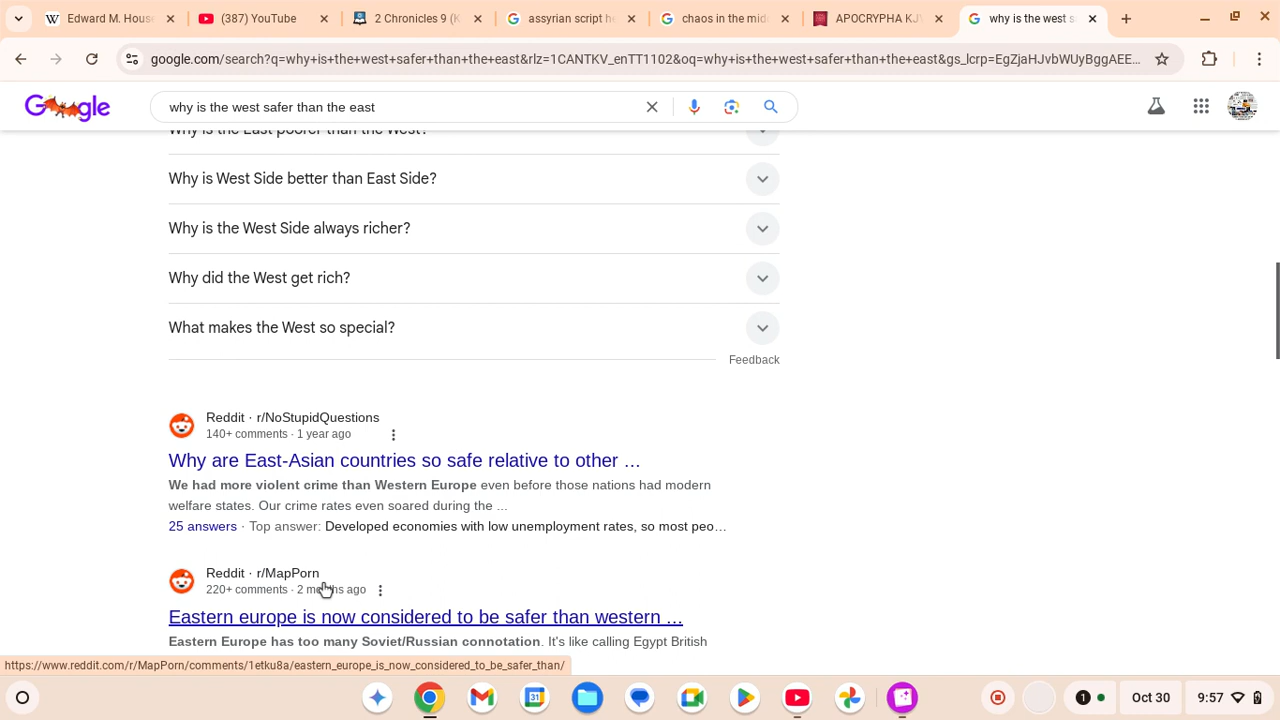 Edward M. Hous
(387) YouTube
2 Chronicles 9 (K
assyrian script he
chaos in the mid
APOCRYPHA KJV
why is the west s
google.com/search?q=why+is+the+west+safer+than+the+east&rlz=1CANTKV_enTT1102&oq=why+is+the+west+safer+than+the+east&gs_lcrp=EgZjaHJvbWUyBggAEE...
Google
why is the west safer than the east
Why is the East poorer than the West?
Why is West Side better than East Side?
Why is the West Side always richer?
Why did the West get rich?
What makes the West so special?
Feedback
Reddit · r/NoStupidQuestions
140+ comments · 1 year ago
Why are East-Asian countries so safe relative to other ...
We had more violent crime than Western Europe even before those nations had modern
welfare states. Our crime rates even soared during the ...
25 answers · Top answer: Developed economies with low unemployment rates, so most peo...
Reddit · r/MapPorn
220+ comments · 2 months ago
Eastern europe is now considered to be safer than western ...
Eastern Europe has too many Soviet/Russian connotation. It's like calling Egypt British
https://www.reddit.com/r/MapPorn/comments/1etku8a/eastern_europe_is_now_considered_to_be_safer_than/
31
1
Oct 30
9:57